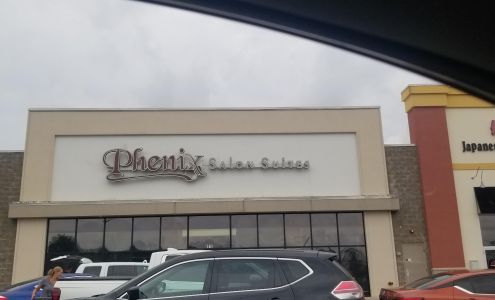 Phenix Salon Suites
Japanese